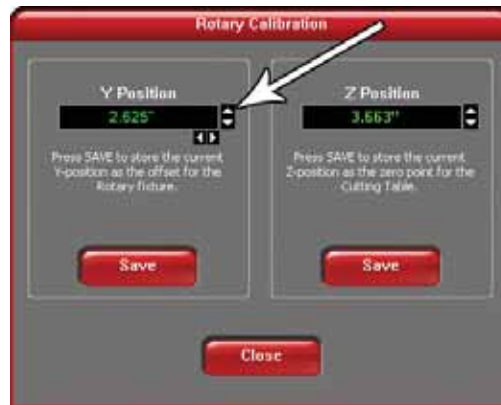 Rotary Calibration
Y Position
2.625"
Press SAVE to store the current
Y-position as the offset for the
Rotary fixture.
Save
Z Position
3.663"
Press SAVE to store the current
Z-position as the zero point for the
Cutting Table.
Save
Close